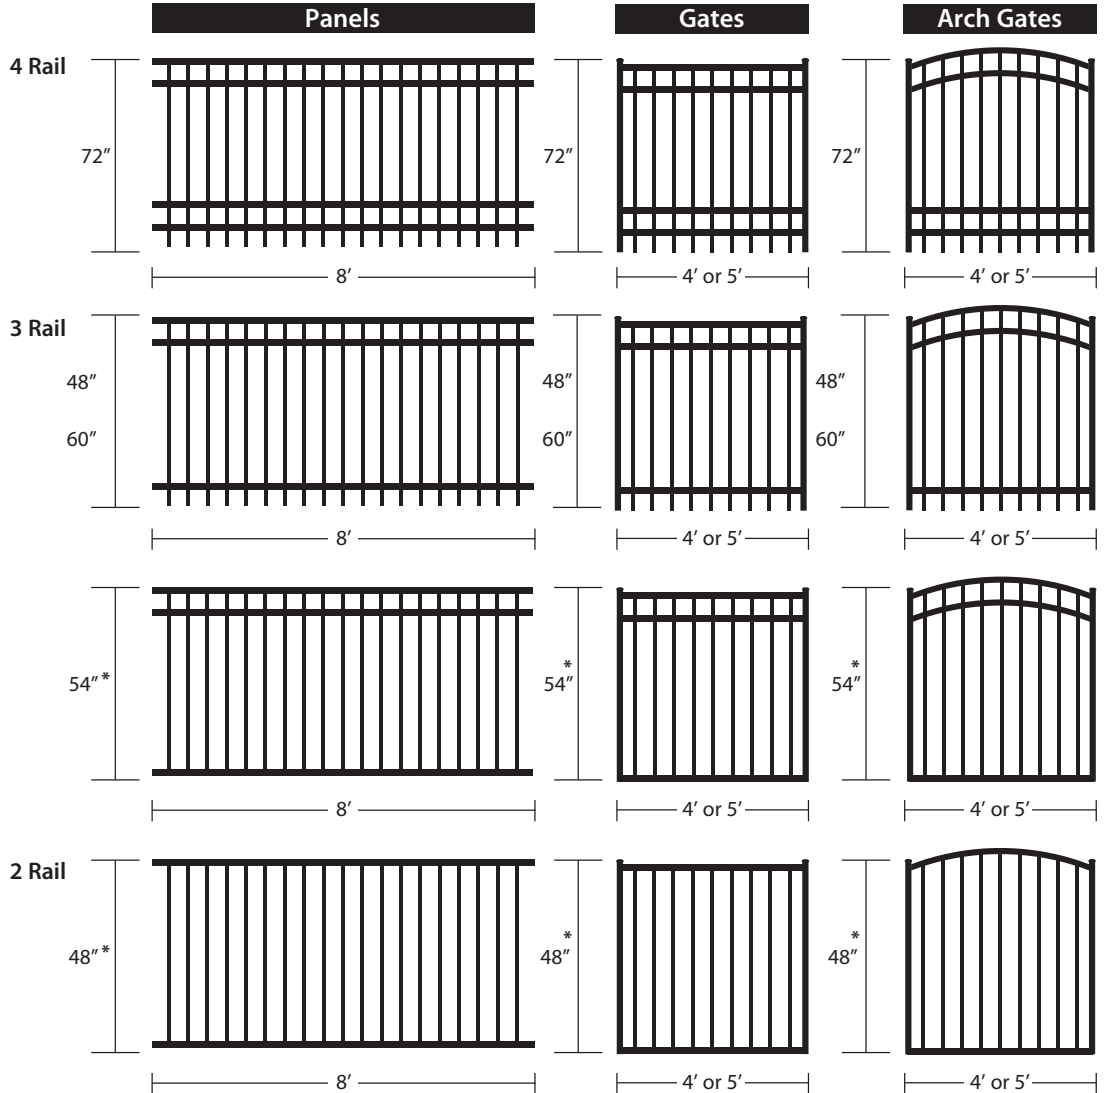 Panels Gates Arch Gates
4 Rail
72″ 72″ 72″
8′ 4′ or 5′ 4′ or 5′
3 Rail
48″ 48″ 48″
60″ 60″ 60″
8′ 4′ or 5′ 4′ or 5′
54″* 54″* 54″*
8′ 4′ or 5′ 4′ or 5′
2 Rail
48″* 48″* 48″*
8′ 4′ or 5′ 4′ or 5′